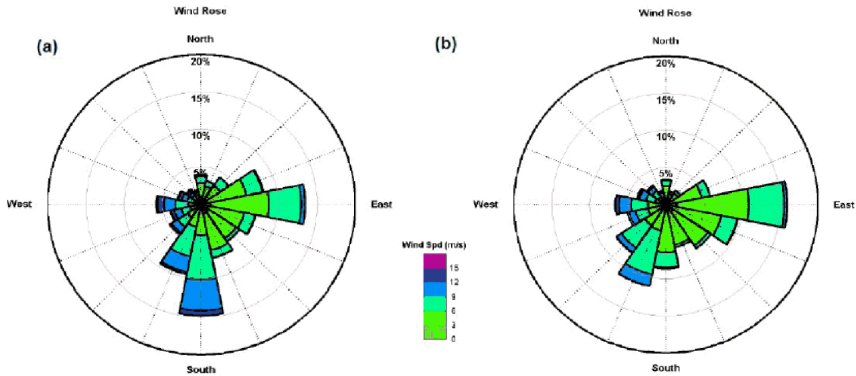 Wind Rose
(a)
North
20%
15%
10%
5%
West
East
South
Wind Spd (m/s)
15
12
9
6
3
0
Wind Rose
(b)
North
20%
15%
10%
5%
West
East
South